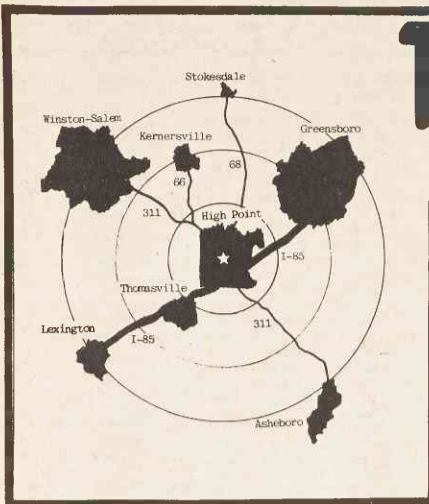 Stokesdale
Winston-Salem
Kernersville
Greensboro
68
66
High Point
311
I-85
Thomasville
311
Lexington
I-85
Asheboro